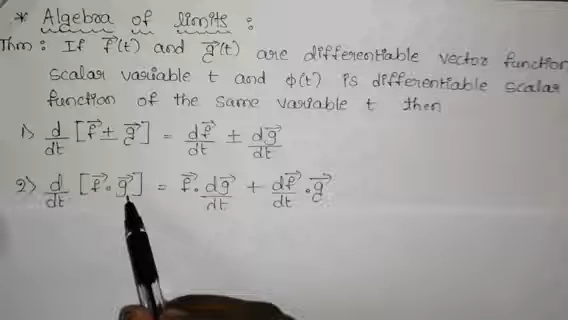 * Algebra of limits :
Thm : If f⃗(t) and g⃗(t) are differentiable vector function
scalar variable t and ϕ(t) is differentiable scalar
function of the same variable t then
1) d/dt [f⃗ ± g⃗] = df⃗/dt ± dg⃗/dt
2) d/dt [f⃗ · g⃗] = f⃗ · dg⃗/dt + df⃗/dt · g⃗